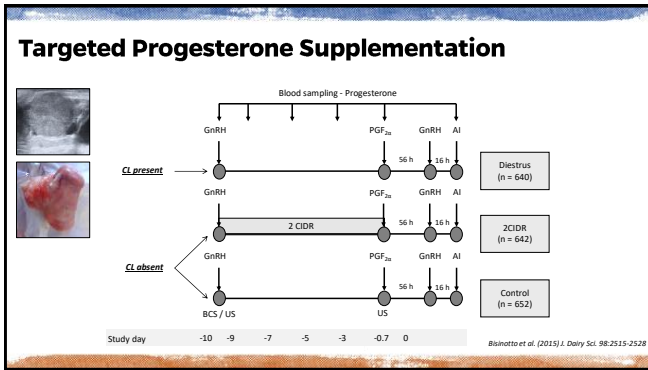 Targeted Progesterone Supplementation
Blood sampling - Progesterone
GnRH PGF2α GnRH AI
CL present
56 h 16 h
Diestrus
(n = 640)
GnRH PGF2α GnRH AI
2 CIDR
56 h 16 h
2CIDR
(n = 642)
CL absent
GnRH PGF2α GnRH AI
56 h 16 h
Control
(n = 652)
BCS / US US
Study day -10 -9 -7 -5 -3 -0.7 0
Bisinotto et al. (2015) J. Dairy Sci. 98:2515-2528